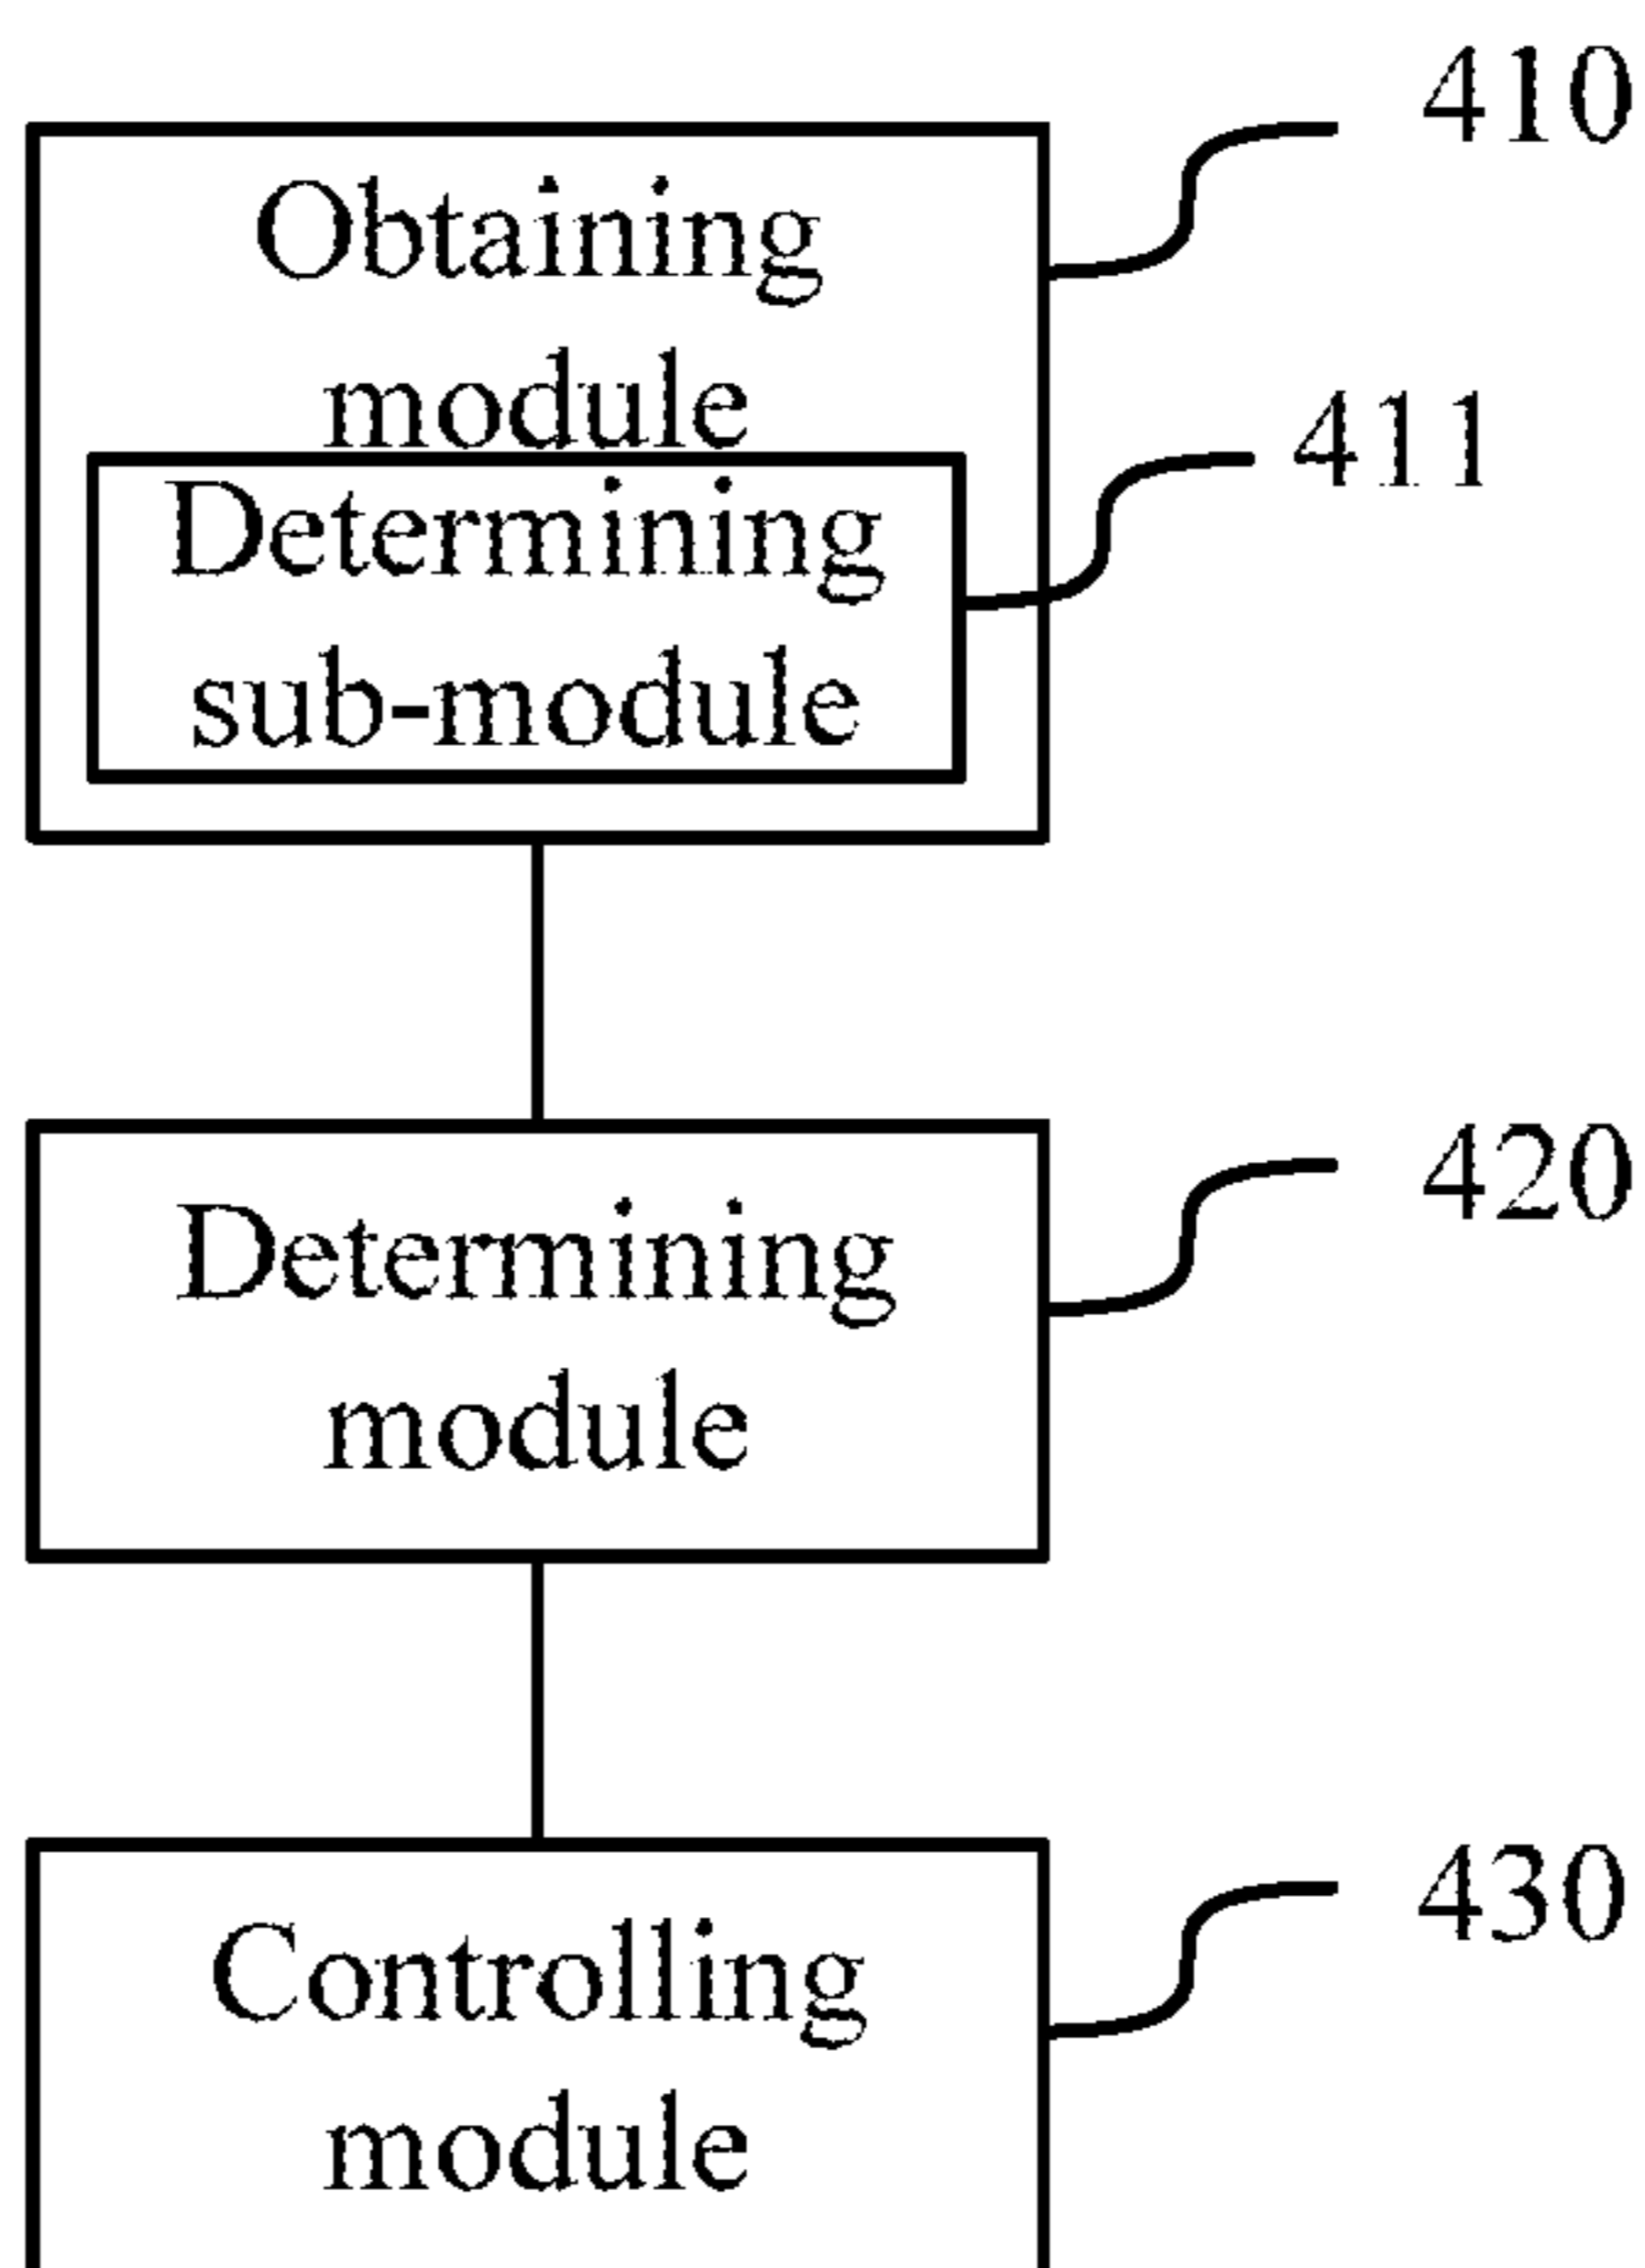 410
Obtaining
module
411
Determining
sub-module
420
Determining
module
430
Controlling
module